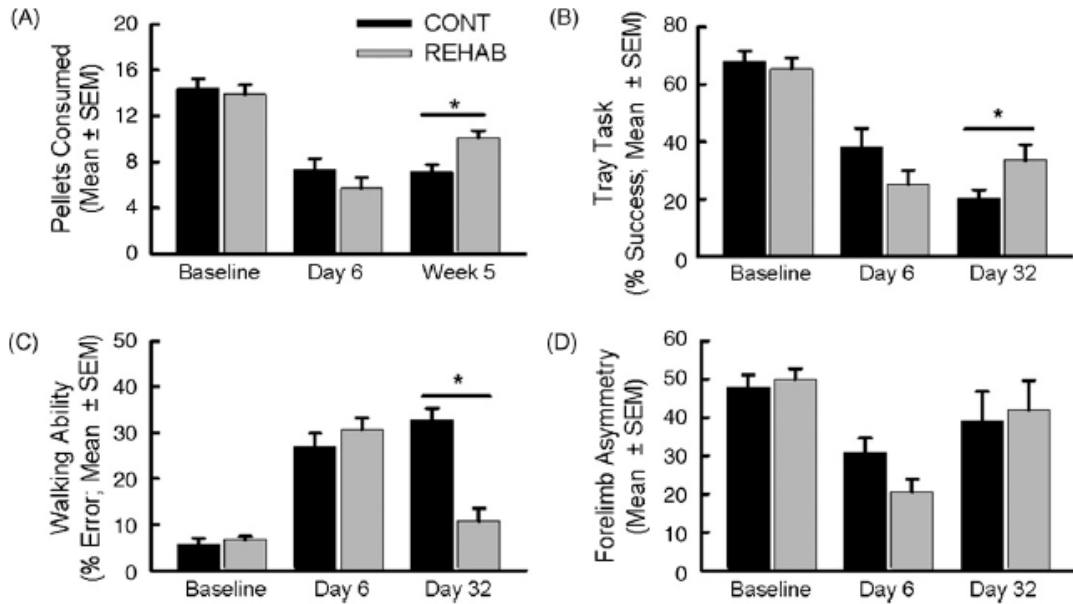 (A)
Pellets Consumed
(Mean ± SEM)
20
16
12
8
4
0
CONT
REHAB
*
Baseline Day 6 Week 5
(B)
Tray Task
(% Success; Mean ± SEM)
80
60
40
20
0
*
Baseline Day 6 Day 32
(C)
Walking Ability
(% Error; Mean ± SEM)
50
40
30
20
10
0
*
Baseline Day 6 Day 32
(D)
Forelimb Asymmetry
(Mean ± SEM)
60
50
40
30
20
10
0
Baseline Day 6 Day 32